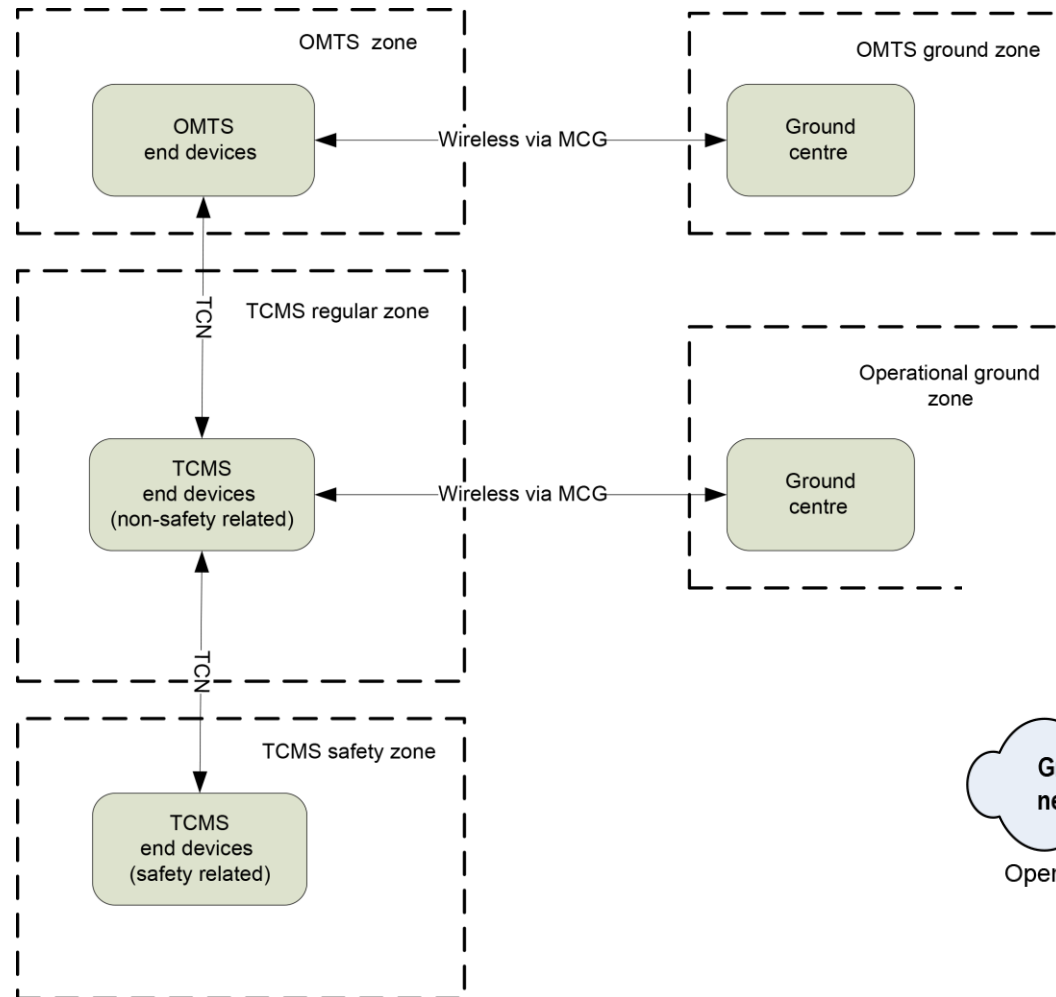 OMTS zone
OMTS
end devices
Wireless via MCG
OMTS ground zone
Ground
centre
TCN
TCMS regular zone
TCMS
end devices
(non-safety related)
Wireless via MCG
Operational ground
zone
Ground
centre
TCN
TCMS safety zone
TCMS
end devices
(safety related)